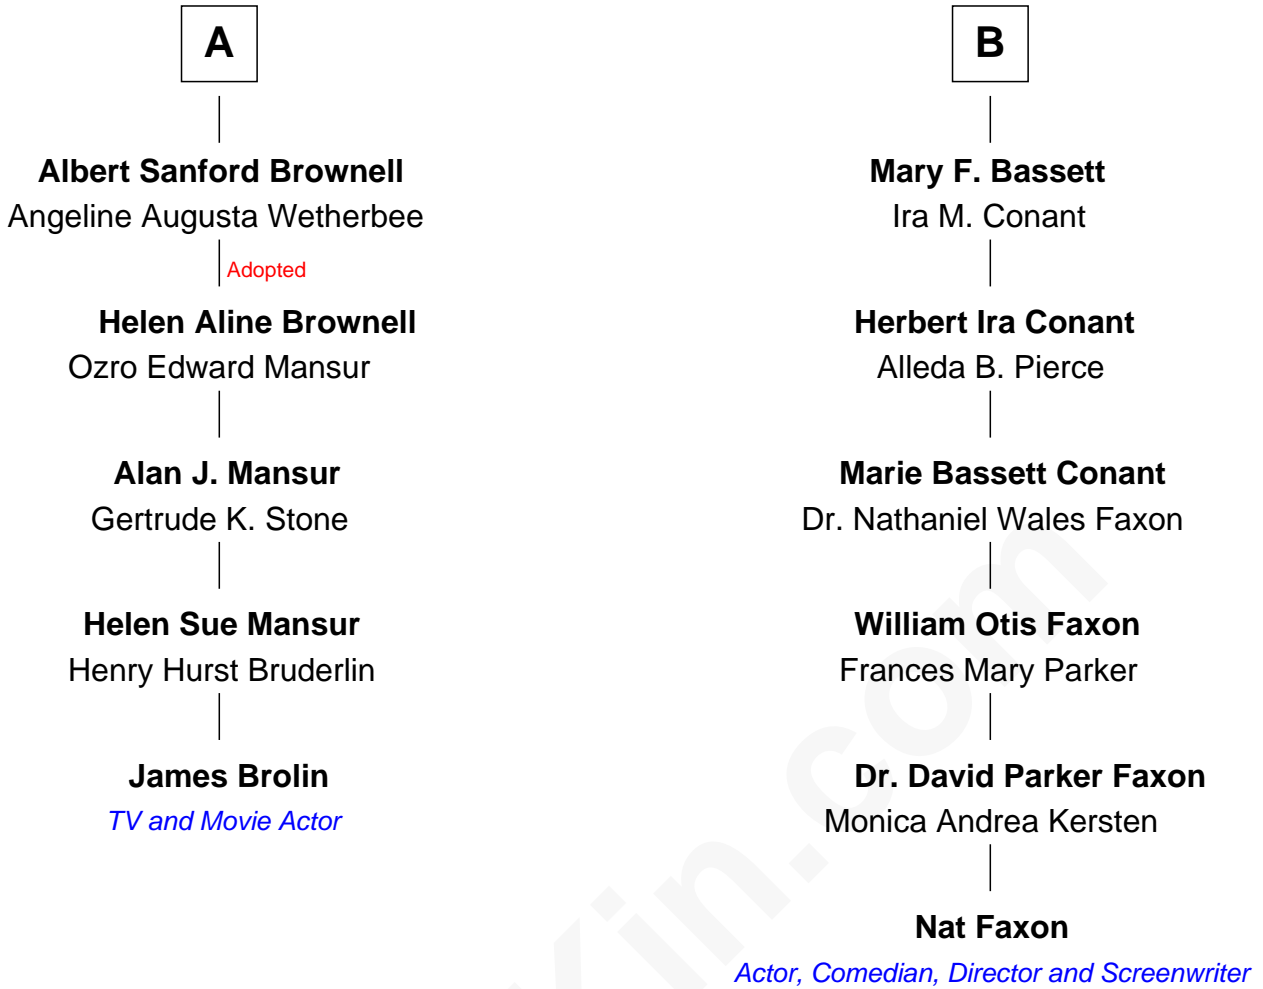 A
Albert Sanford Brownell
Angeline Augusta Wetherbee
Adopted
Helen Aline Brownell
Ozro Edward Mansur
Alan J. Mansur
Gertrude K. Stone
Helen Sue Mansur
Henry Hurst Bruderlin
James Brolin
TV and Movie Actor
B
Mary F. Bassett
Ira M. Conant
Herbert Ira Conant
Alleda B. Pierce
Marie Bassett Conant
Dr. Nathaniel Wales Faxon
William Otis Faxon
Frances Mary Parker
Dr. David Parker Faxon
Monica Andrea Kersten
Nat Faxon
Actor, Comedian, Director and Screenwriter
Kin.com